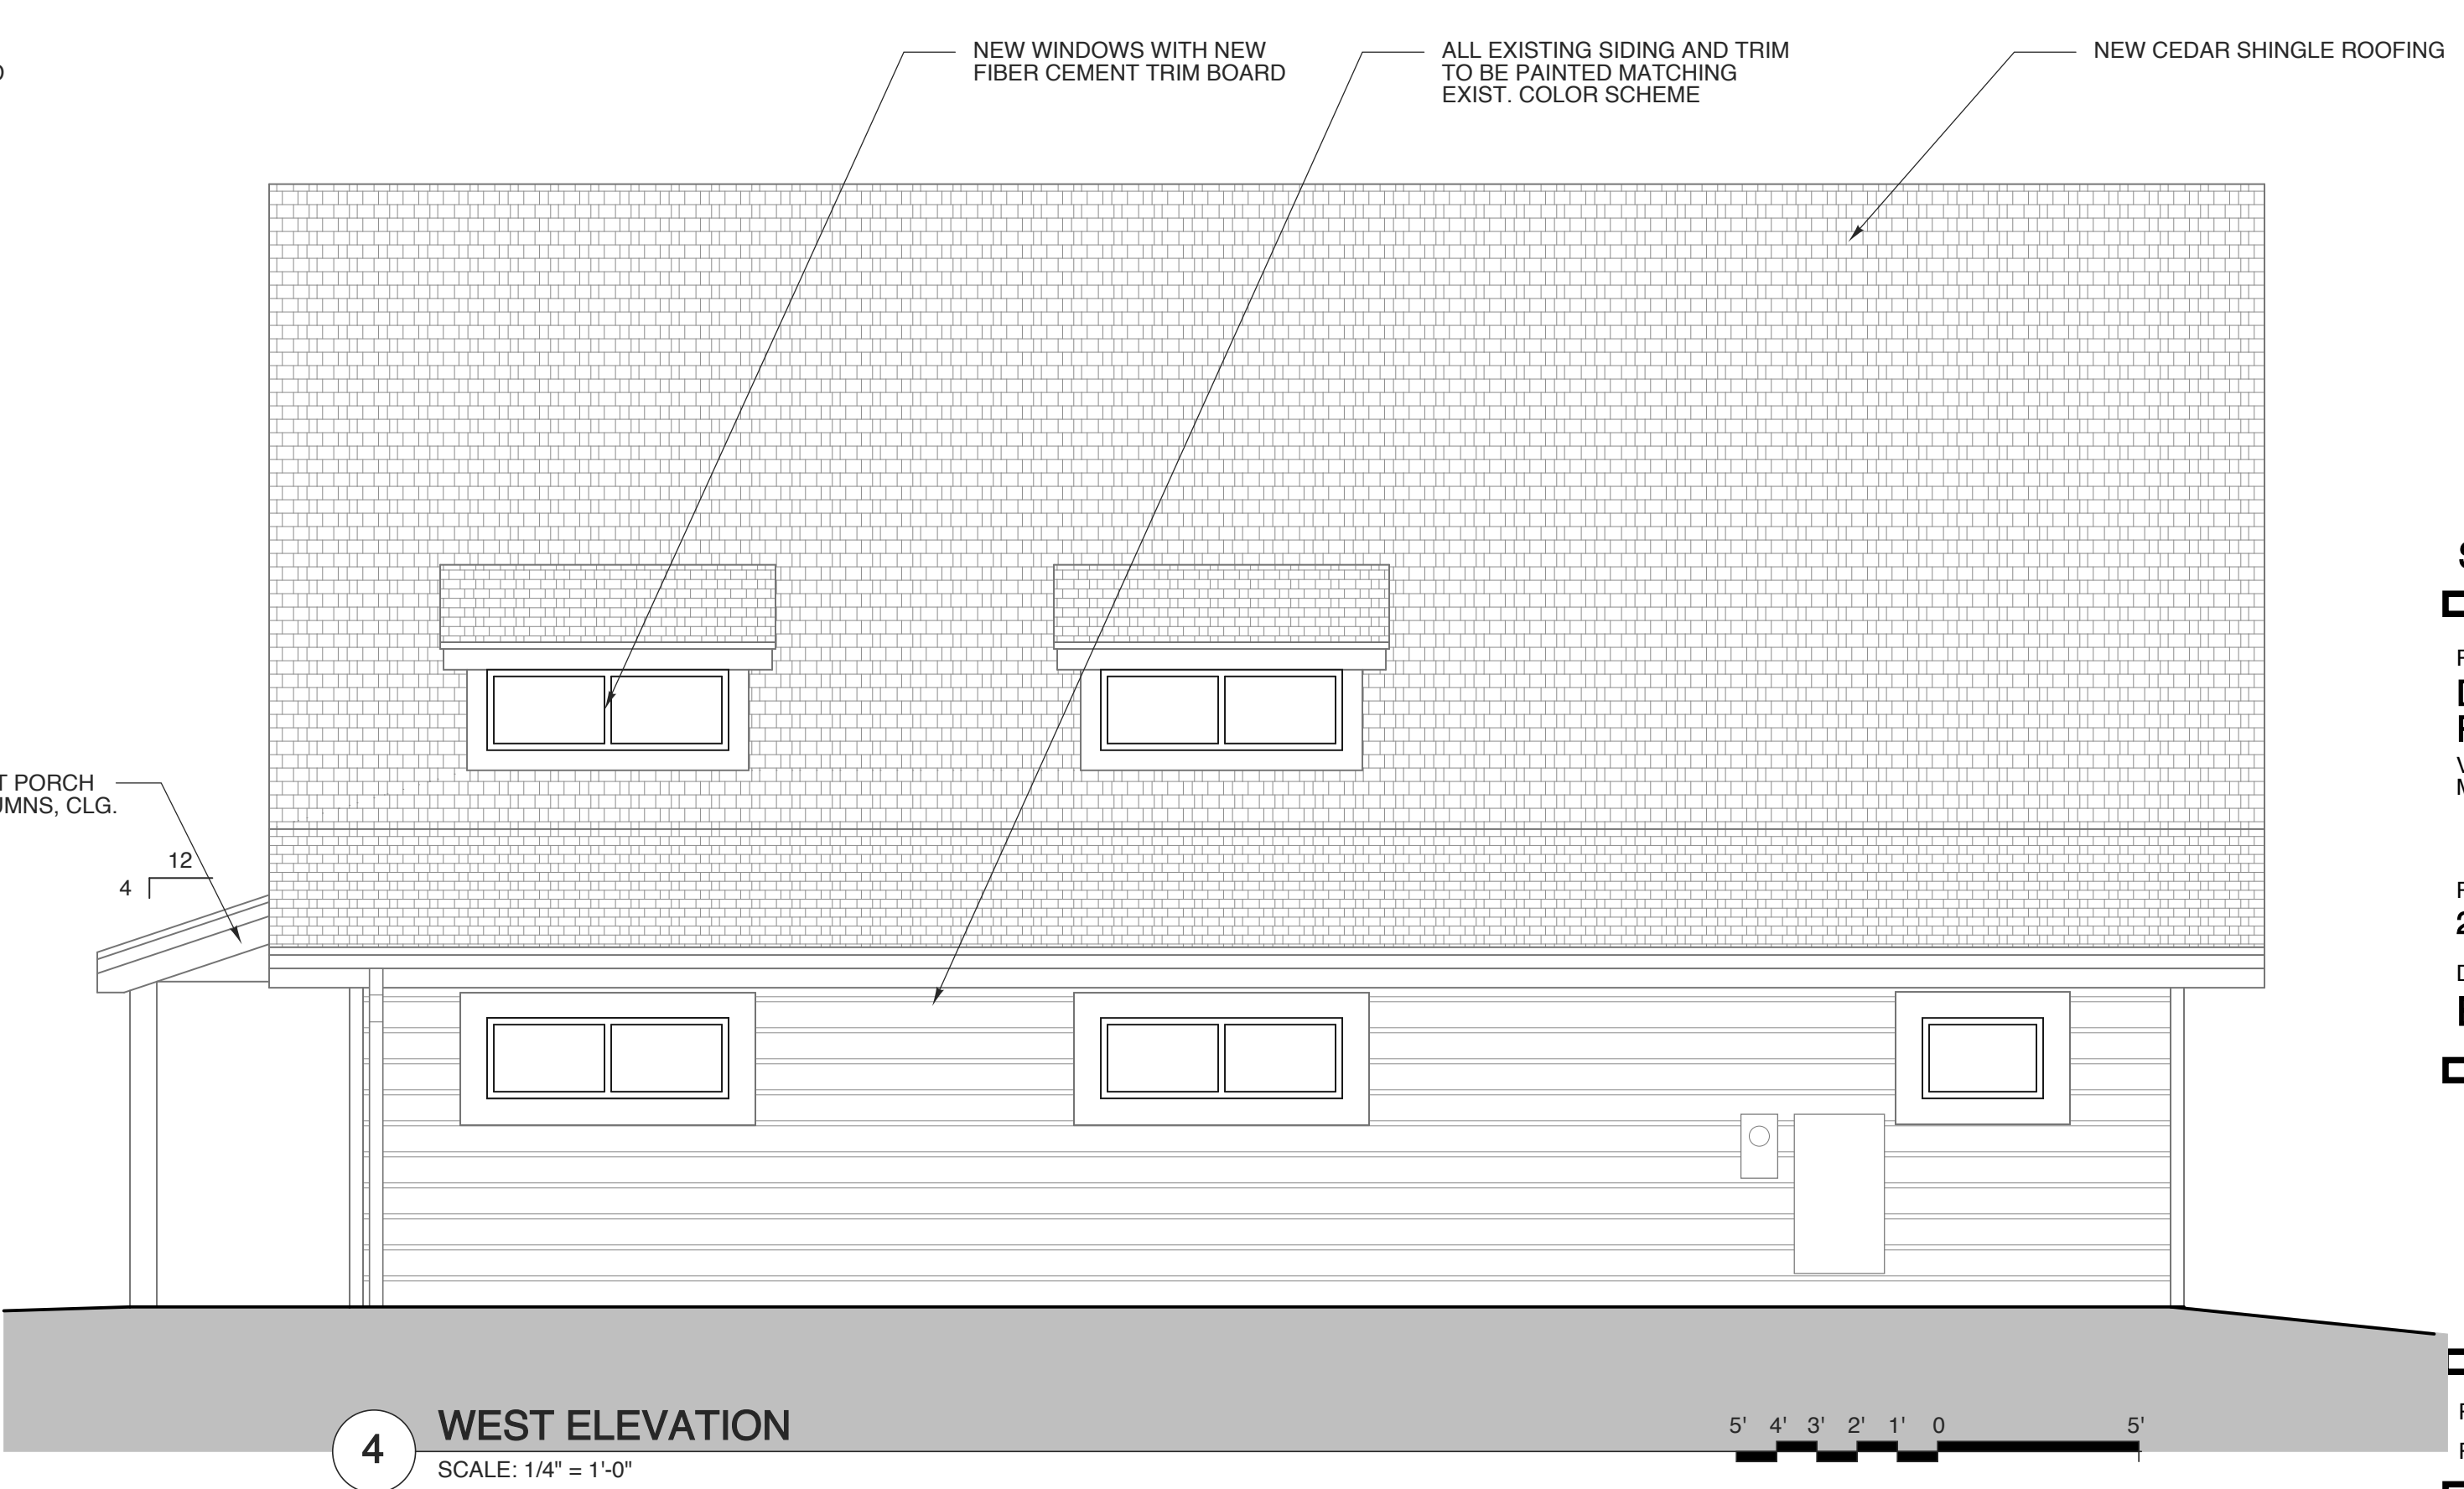 NEW WINDOWS WITH NEW
FIBER CEMENT TRIM BOARD
ALL EXISTING SIDING AND TRIM
TO BE PAINTED MATCHING
EXIST. COLOR SCHEME
NEW CEDAR SHINGLE ROOFING
PORCH
CLG.
12
4
4
WEST ELEVATION
SCALE: 1/4" = 1'-0"
5' 4' 3' 2' 1' 0 5'